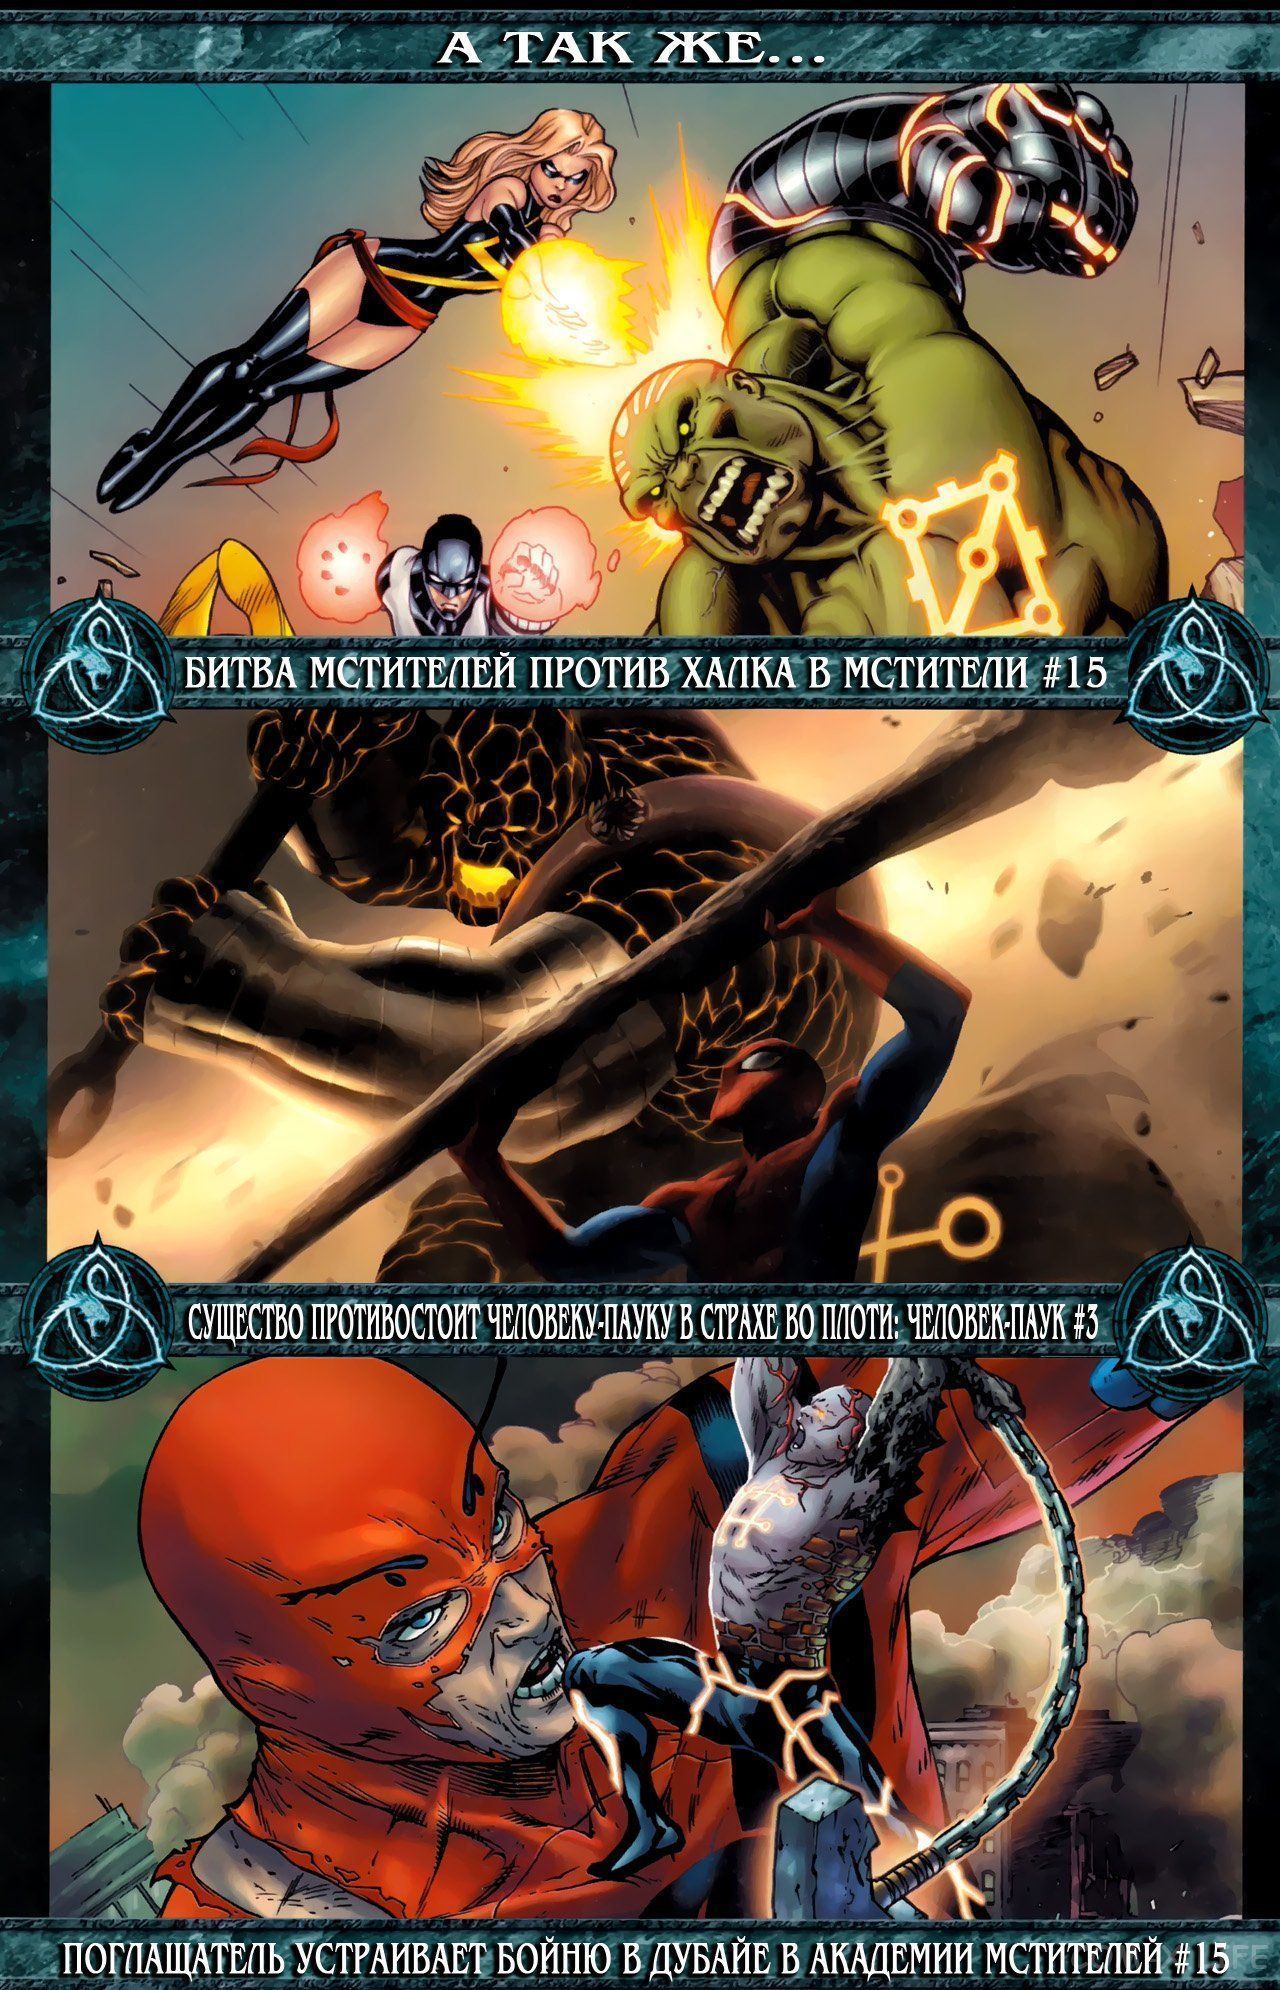 А ТАК ЖЕ...
БИТВА МСТИТЕЛЕЙ ПРОТИВ ХАЛКА В МСТИТЕЛИ #15
СУЩЕСТВО ПРОТИВОСТОИТ ЧЕЛОВЕКУ-ПАУКУ В СТРАХЕ ВО ПЛОТИ: ЧЕЛОВЕК-ПАУК #3
ПОГЛАЩАТЕЛЬ УСТРАИВАЕТ БОЙНЮ В ДУБАЙЕ В АКАДЕМИИ МСТИТЕЛЕЙ #15